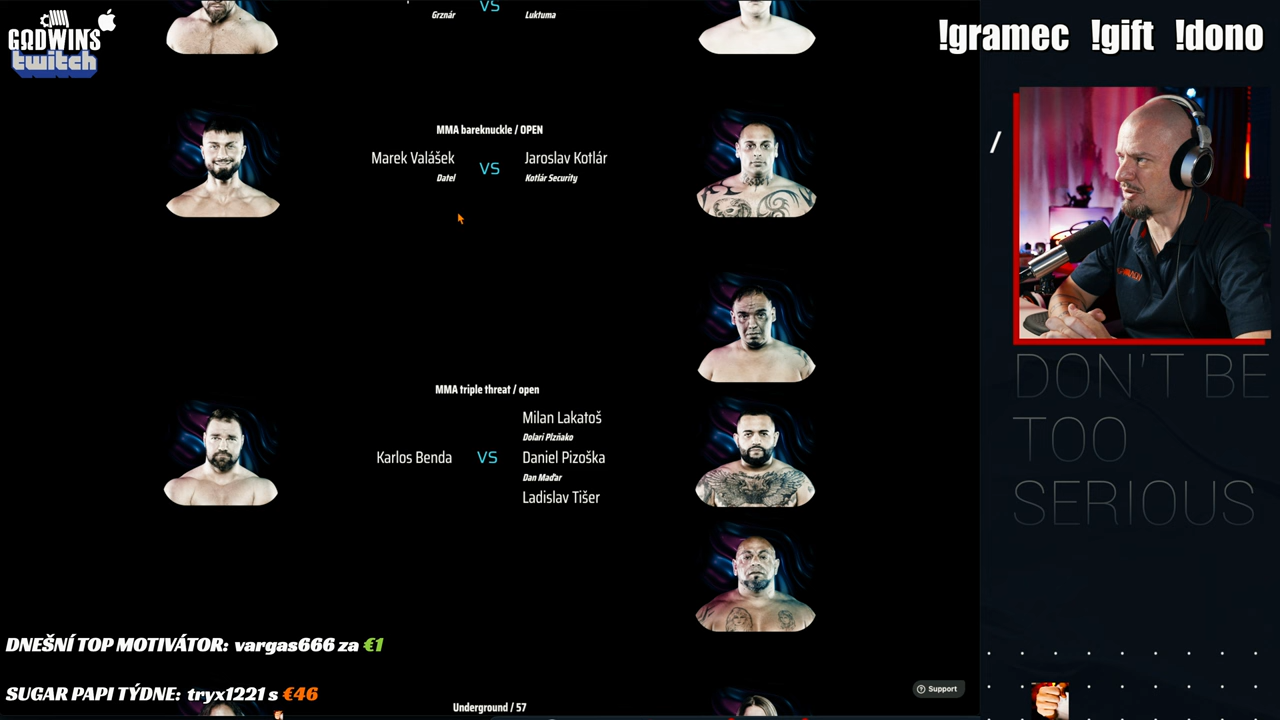 GODWINS
twitch
!gramec !gift !dono
Grznár
VS
Luktuma
MMA bareknuckle / OPEN
Marek Valášek
VS
Jaroslav Kotlár
Datel
Kotlár Security
/
MMA triple threat / open
Milan Lakatoš
Dolari Plzňako
Karlos Benda
VS
Daniel Pizoška
Dan Maďar
Ladislav Tišer
DON'T BE
TOO
SERIOUS
DNEŠNÍ TOP MOTIVÁTOR: vargas666 za €1
SUGAR PAPI TÝDNE: tryx1221 s €46
Support
Underground / 57